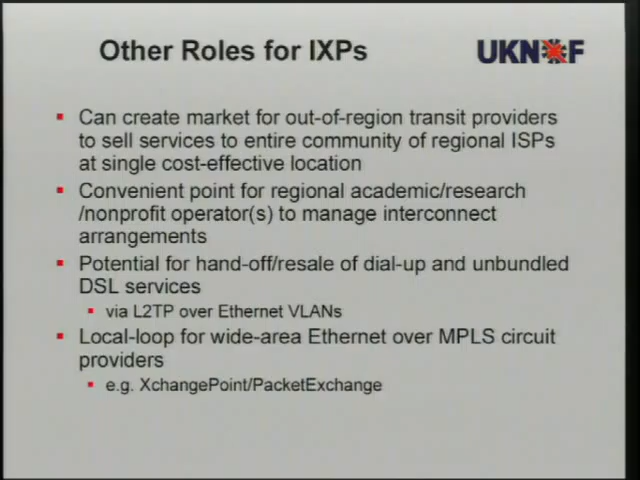 Other Roles for IXPs
UKNOF
Can create market for out-of-region transit providers
to sell services to entire community of regional ISPs
at single cost-effective location
Convenient point for regional academic/research
/nonprofit operator(s) to manage interconnect
arrangements
Potential for hand-off/resale of dial-up and unbundled
DSL services
via L2TP over Ethernet VLANs
Local-loop for wide-area Ethernet over MPLS circuit
providers
e.g. XchangePoint/PacketExchange